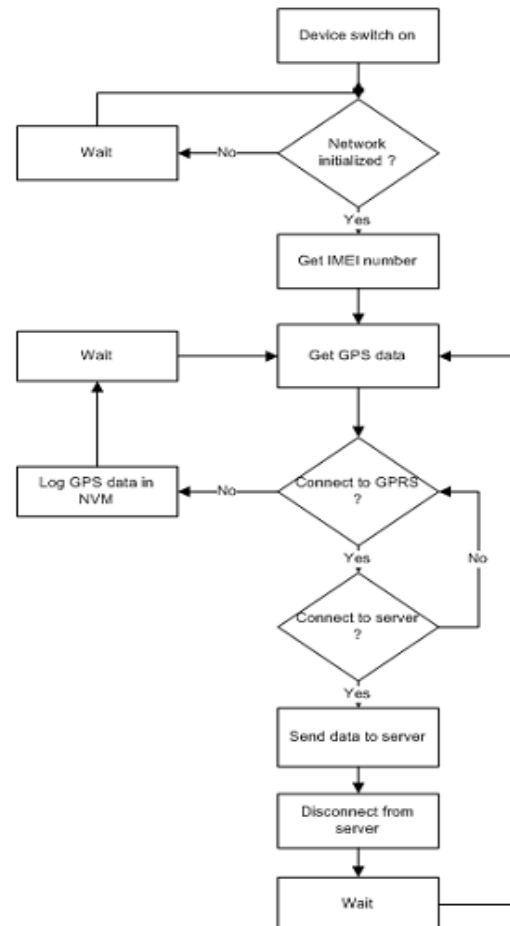 Device switch on
Network
initialized ?
No
Wait
Yes
Get IMEI number
Wait
Get GPS data
Connect to GPRS
?
No
Log GPS data in
NVM
Yes
No
Connect to server
?
Yes
Send data to server
Disconnect from
server
Wait